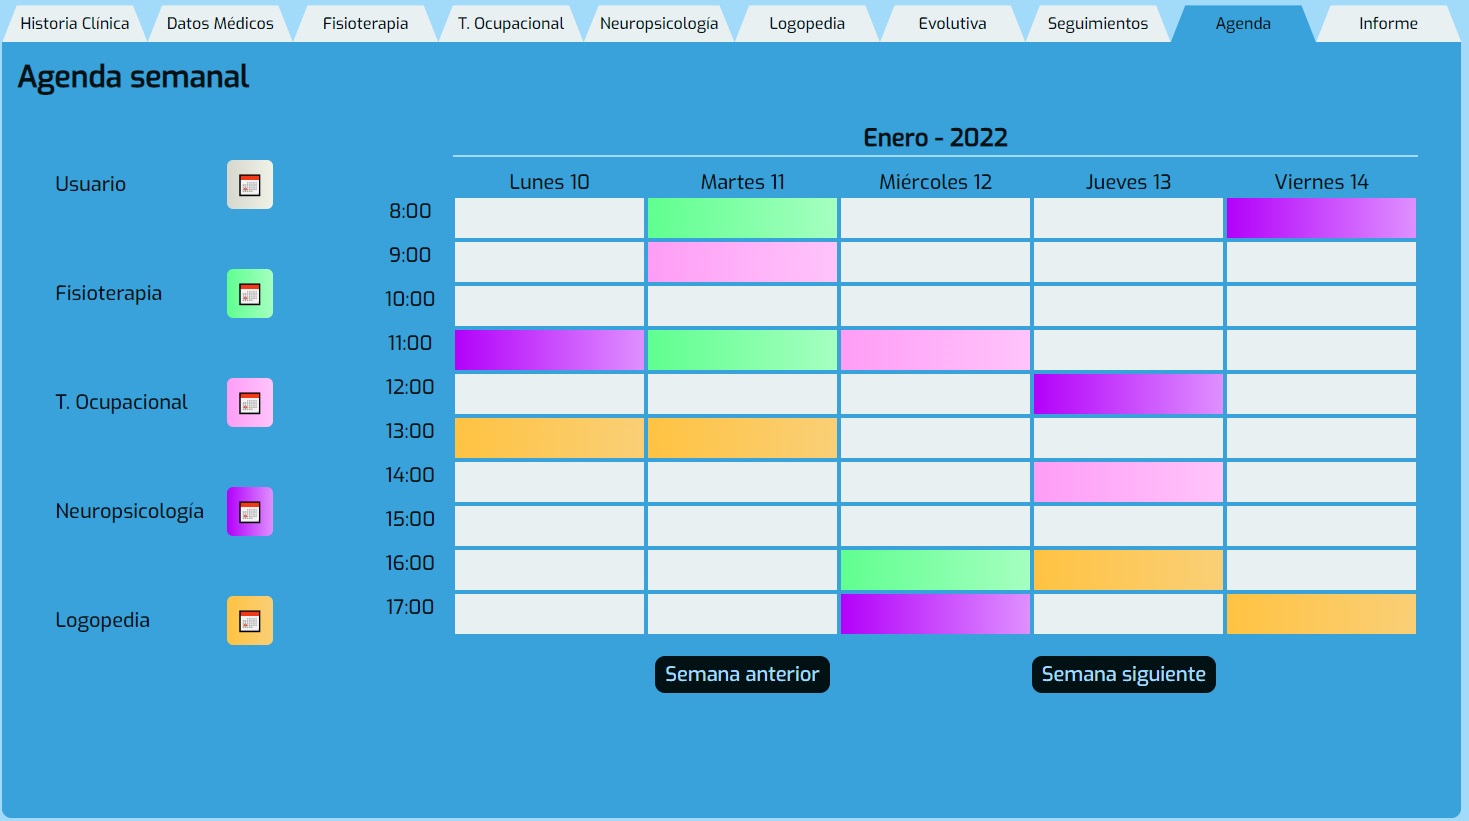 Historia Clínica Datos Médicos Fisioterapia T. Ocupacional Neuropsicología Logopedia Evolutiva Seguimientos Agenda Informe
Agenda semanal
Enero - 2022
Lunes 10 Martes 11 Miércoles 12 Jueves 13 Viernes 14
Usuario
Fisioterapia
T. Ocupacional
Neuropsicología
Logopedia
8:00
9:00
10:00
11:00
12:00
13:00
14:00
15:00
16:00
17:00
Semana anterior Semana siguiente